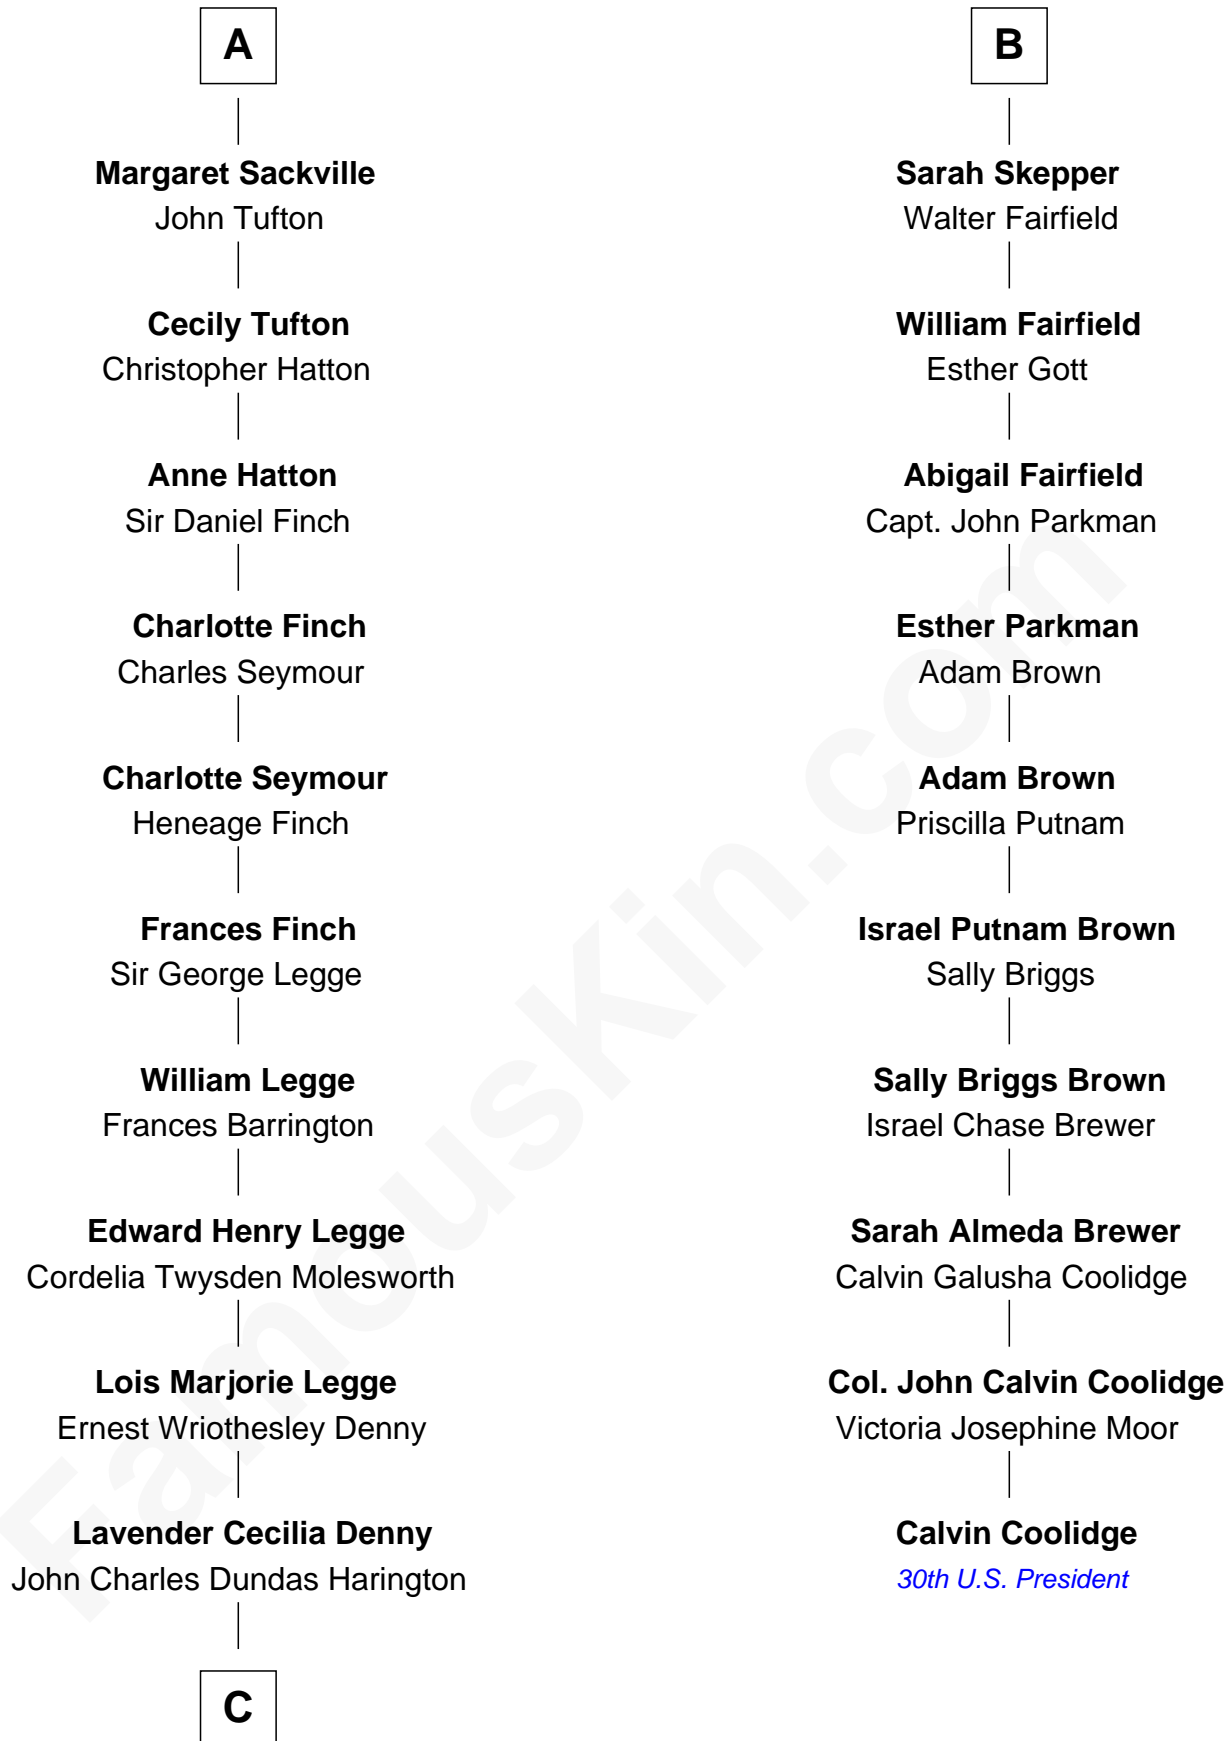 A
Margaret Sackville
John Tufton
Cecily Tufton
Christopher Hatton
Anne Hatton
Sir Daniel Finch
Charlotte Finch
Charles Seymour
Charlotte Seymour
Heneage Finch
Frances Finch
Sir George Legge
William Legge
Frances Barrington
Edward Henry Legge
Cordelia Twysden Molesworth
Lois Marjorie Legge
Ernest Wriothesley Denny
Lavender Cecilia Denny
John Charles Dundas Harington
C
B
Sarah Skepper
Walter Fairfield
William Fairfield
Esther Gott
Abigail Fairfield
Capt. John Parkman
Esther Parkman
Adam Brown
Adam Brown
Priscilla Putnam
Israel Putnam Brown
Sally Briggs
Sally Briggs Brown
Israel Chase Brewer
Sarah Almeda Brewer
Calvin Galusha Coolidge
Col. John Calvin Coolidge
Victoria Josephine Moor
Calvin Coolidge
30th U.S. President
FamousKin.com